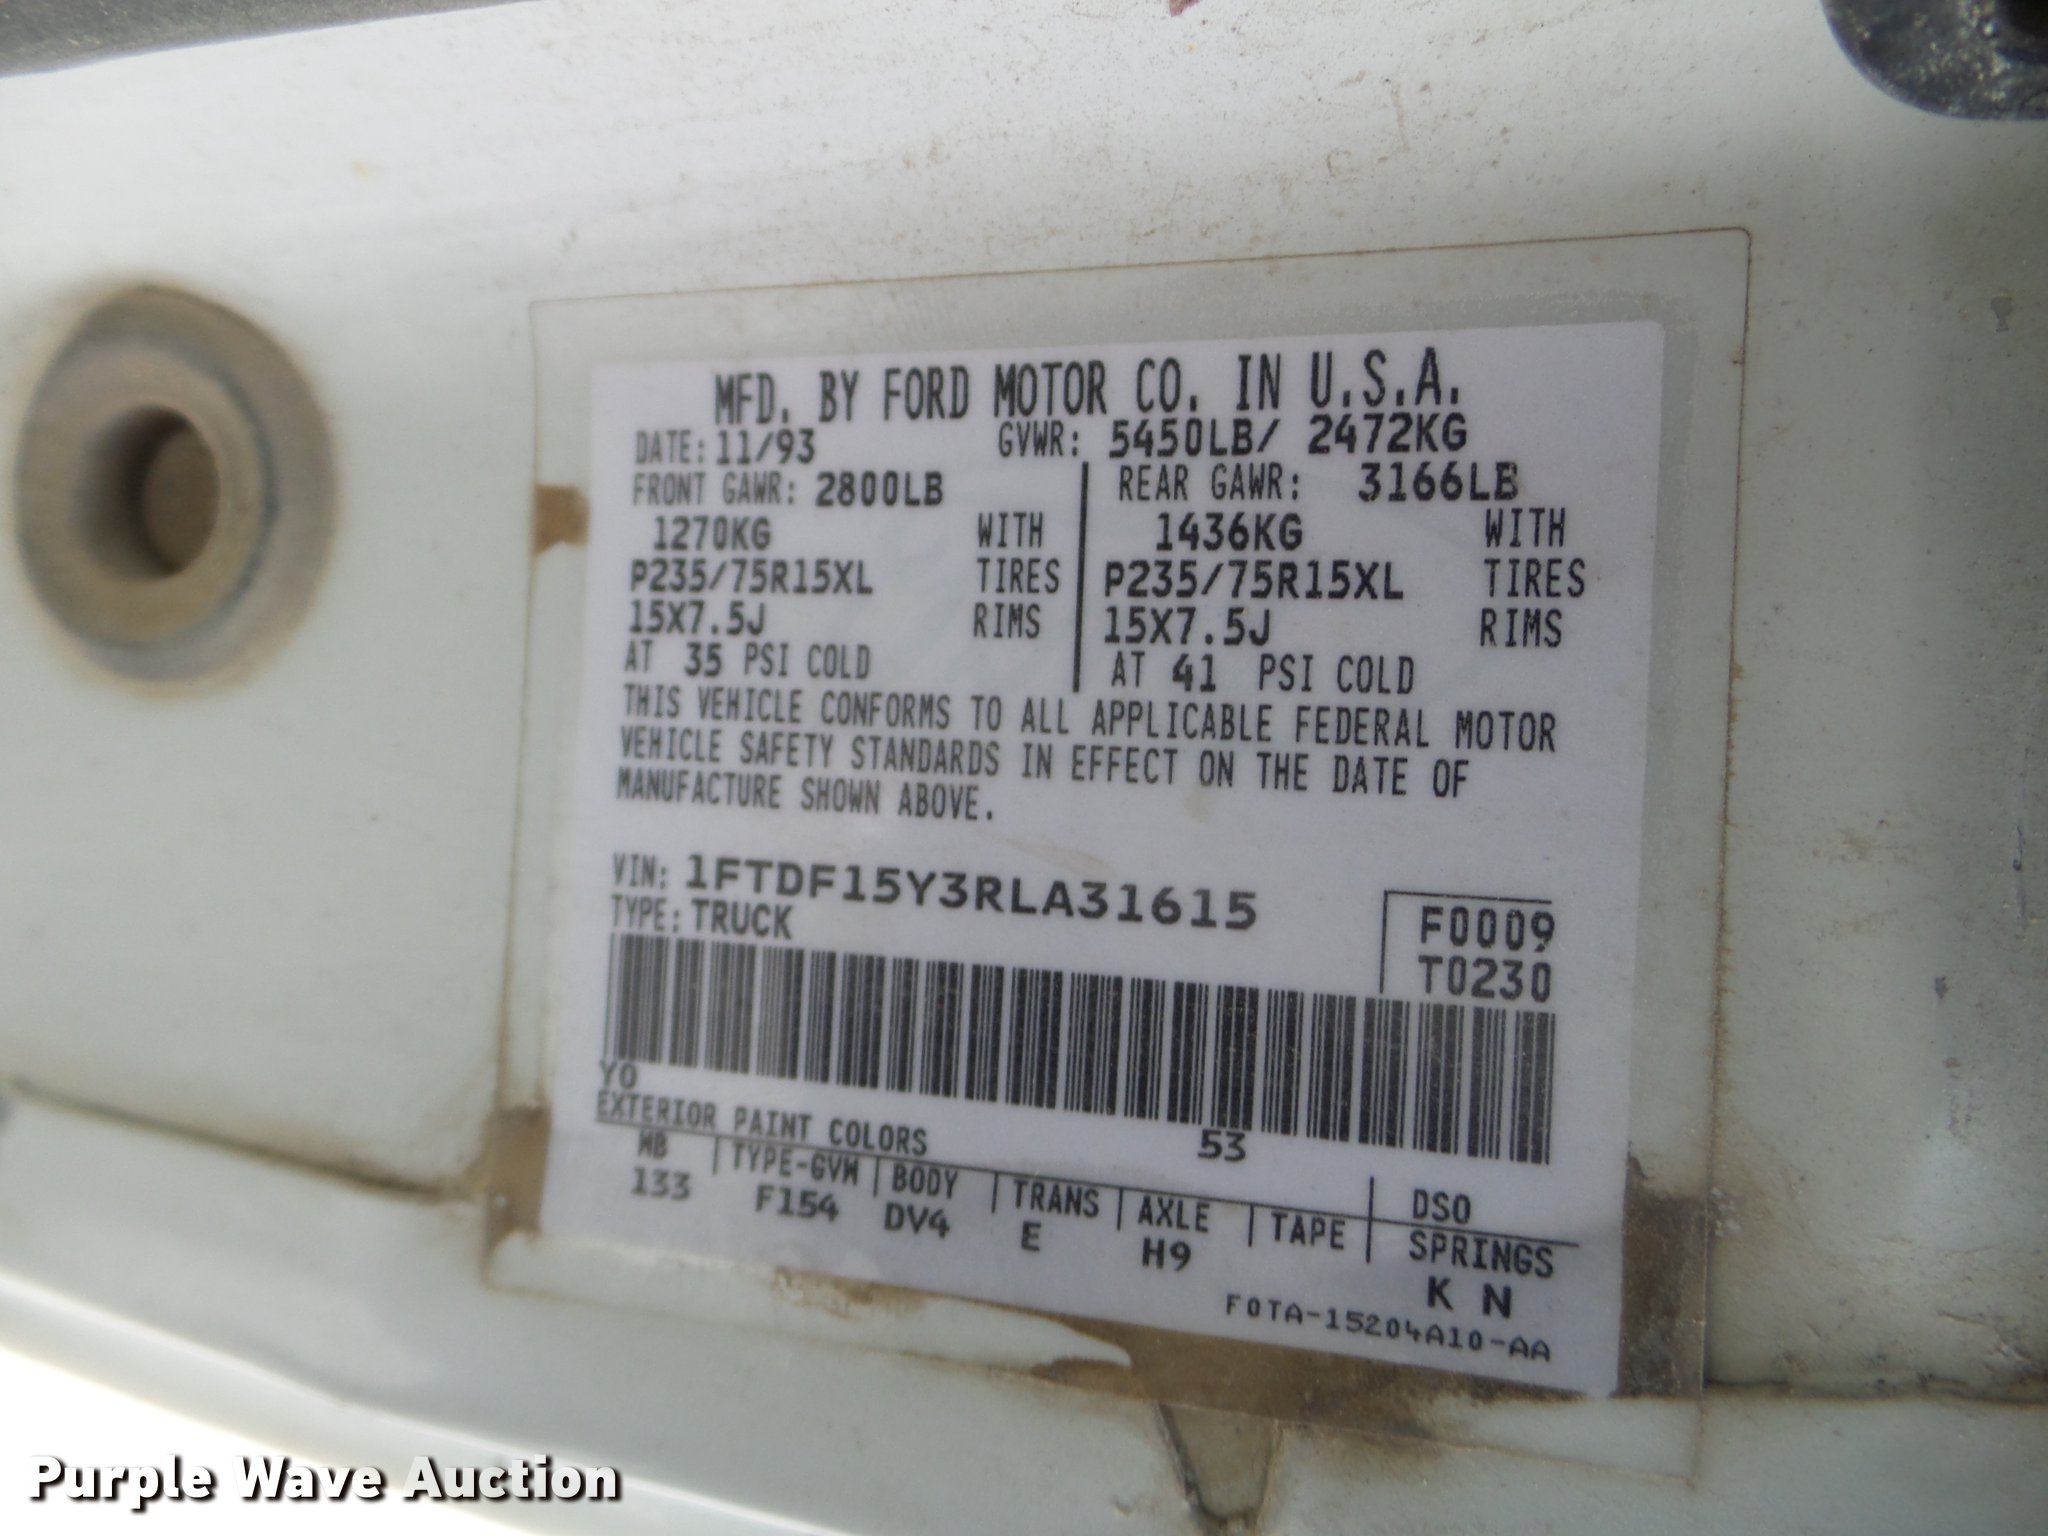 MFD. BY FORD MOTOR CO. IN U.S.A.
DATE: 11/93 GVWR: 5450LB/ 2472KG
FRONT GAWR: 2800LB REAR GAWR: 3166LB
1270KG WITH 1436KG WITH
P235/75R15XL TIRES P235/75R15XL TIRES
15X7.5J RIMS 15X7.5J RIMS
AT 35 PSI COLD AT 41 PSI COLD
THIS VEHICLE CONFORMS TO ALL APPLICABLE FEDERAL MOTOR
VEHICLE SAFETY STANDARDS IN EFFECT ON THE DATE OF
MANUFACTURE SHOWN ABOVE.
VIN: 1FTDF15Y3RLA31615 F0009
TYPE: TRUCK T0230
YO
EXTERIOR PAINT COLORS 53 DSO
WB TYPE-GVW BODY TRANS AXLE TAPE SPRINGS
133 F154 DV4 E H9 K N
F0TA-15204A10-AA
Purple Wave Auction